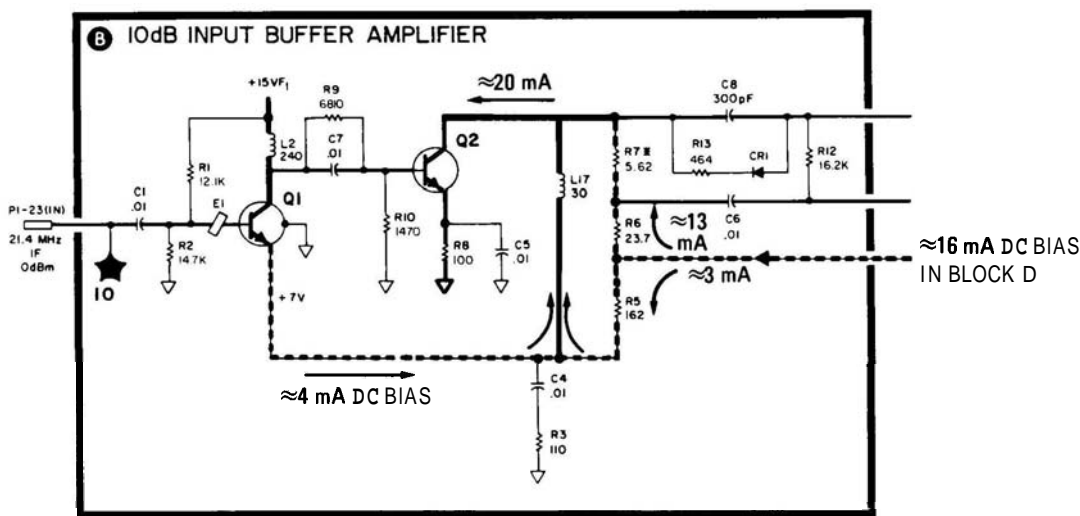 B 10dB INPUT BUFFER AMPLIFIER
+15VF1
R9
6810
≈20 mA
C8
300pF
L2
240
C7
.01
Q2
R13
464
CR1
R7*
5.62
R12
16.2K
R1
12.1K
L17
30
C1
.01
E1
Q1
P1-23(IN)
21.4 MHz
IF
0dBm
R2
14.7K
R10
1470
R8
100
C5
.01
R6
23.7
≈13
mA
C6
.01
≈16 mA DC BIAS
IN BLOCK D
≈3 mA
10
+7V
R5
162
≈4 mA DC BIAS
C4
.01
R3
110